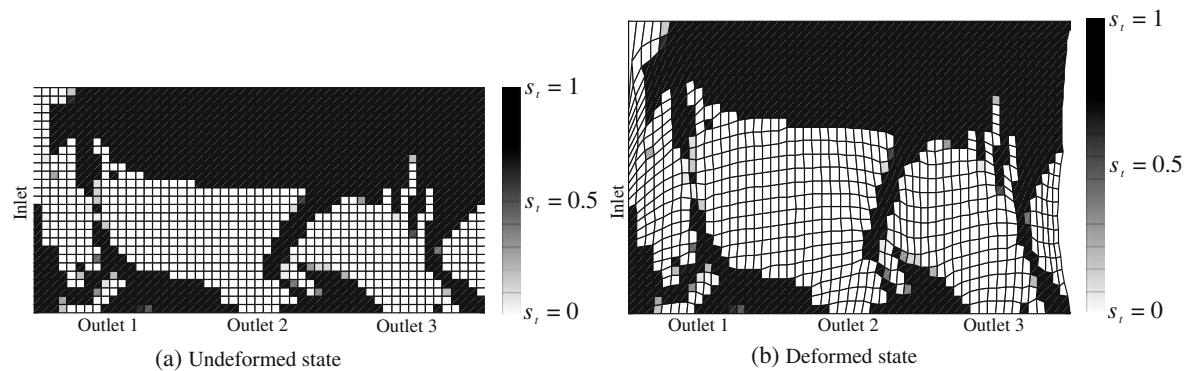 s_t = 1
s_t = 0.5
s_t = 0
Inlet
Outlet 1
Outlet 2
Outlet 3
(a) Undeformed state
s_t = 1
s_t = 0.5
s_t = 0
Inlet
Outlet 1
Outlet 2
Outlet 3
(b) Deformed state